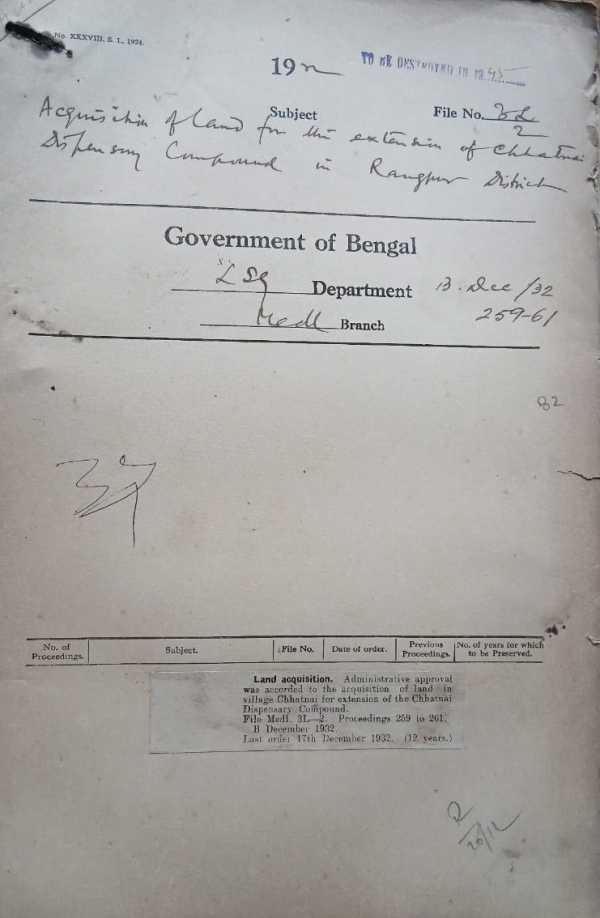 No. XXXVIII, S. L., 1924.
TO BE DESTROYED IN 1945
1932
Subject
File No. 3L
2
Acquisition of land for the extension of Chhatnai
Dispensary Compound in Rangpur District
Government of Bengal
LSG Department
B. Dec/32
Medl Branch
259-61
82
No. of Proceedings.
Subject.
File No.
Date of order.
Previous Proceedings.
No. of years for which to be Preserved.
Land acquisition. Administrative approval
was accorded to the acquisition of land in
village Chhatnai for extension of the Chhatnai
Dispensary Compound.
File Medl. 3L—2. Proceedings 259 to 261.
B December 1932.
Last order 17th December 1932. (12 years.)